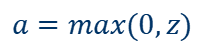 a = max(0, z)